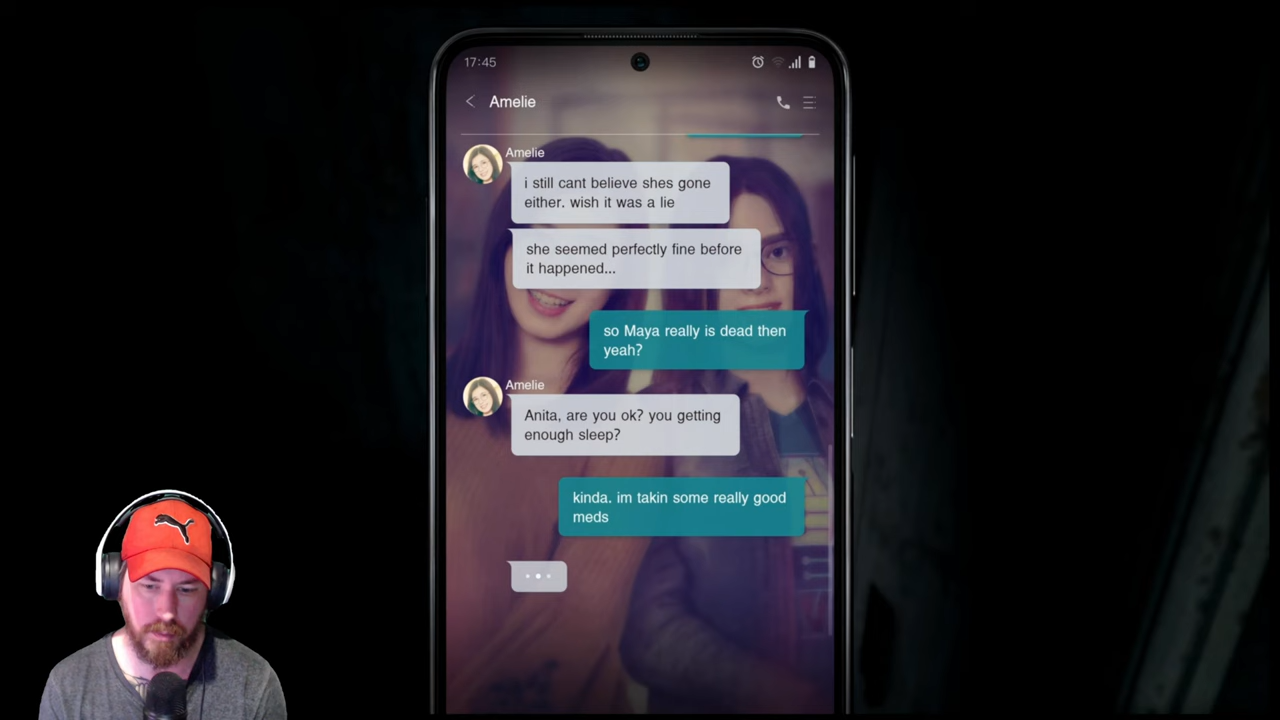 17:45
Amelie
Amelie
i still cant believe shes gone
either. wish it was a lie
she seemed perfectly fine before
it happened...
so Maya really is dead then
yeah?
Amelie
Anita, are you ok? you getting
enough sleep?
kinda. im takin some really good
meds